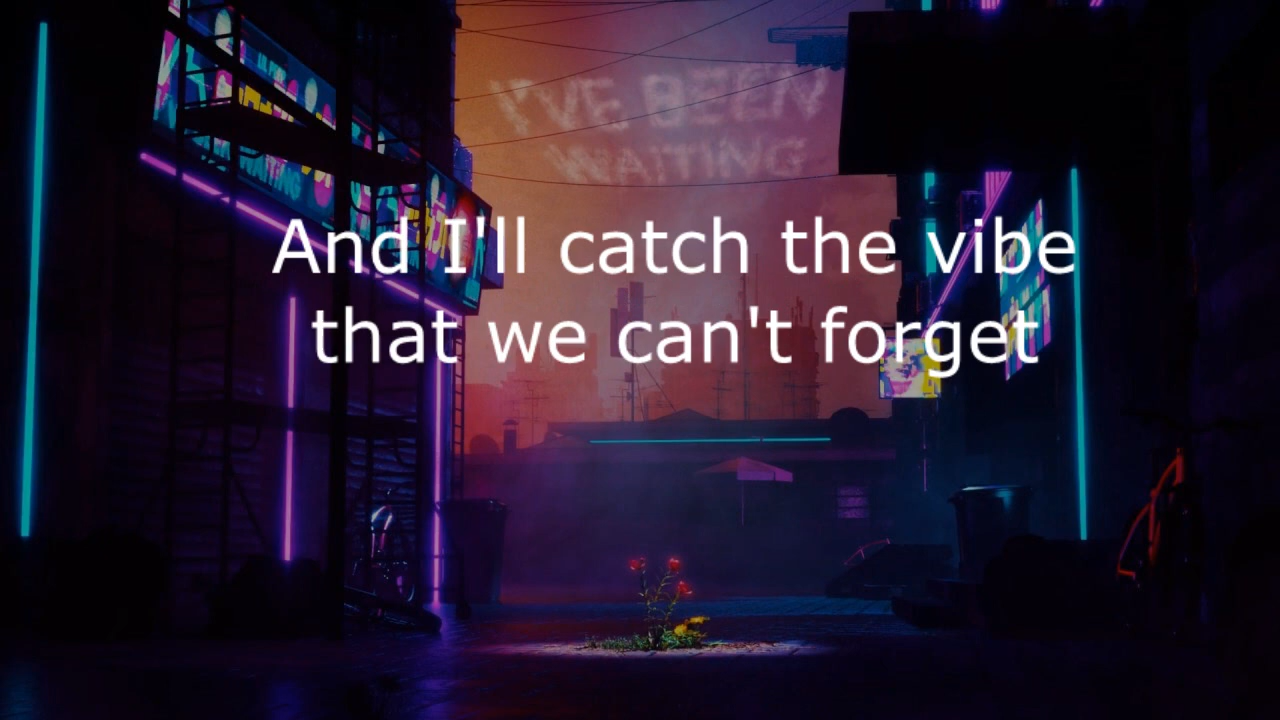 I'VE BEEN
WAITING
And I'll catch the vibe
that we can't forget